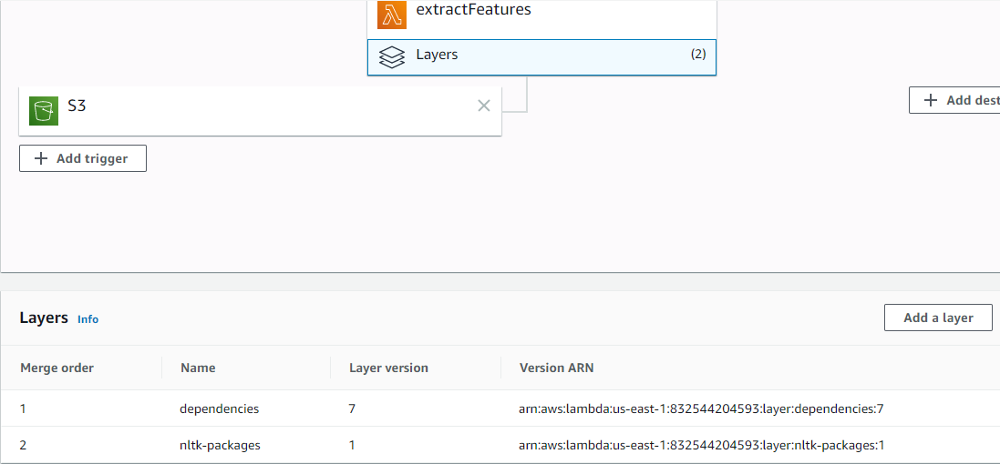 extractFeatures
Layers (2)
S3
+ Add dest
+ Add trigger
Layers Info
Add a layer
Merge order Name Layer version Version ARN
1 dependencies 7 arn:aws:lambda:us-east-1:832544204593:layer:dependencies:7
2 nltk-packages 1 arn:aws:lambda:us-east-1:832544204593:layer:nltk-packages:1